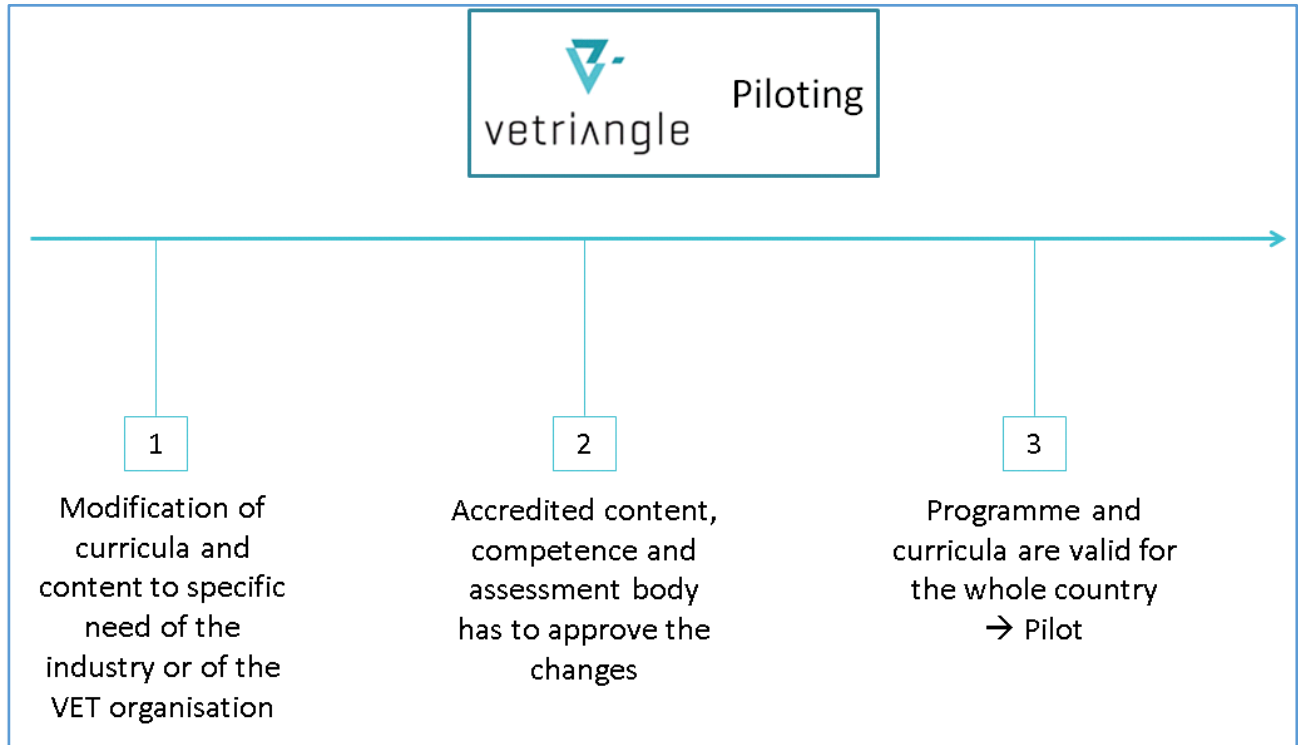 vetriʌngle
Piloting
1
Modification of
curricula and
content to specific
need of the
industry or of the
VET organisation
2
Accredited content,
competence and
assessment body
has to approve the
changes
3
Programme and
curricula are valid for
the whole country
→ Pilot